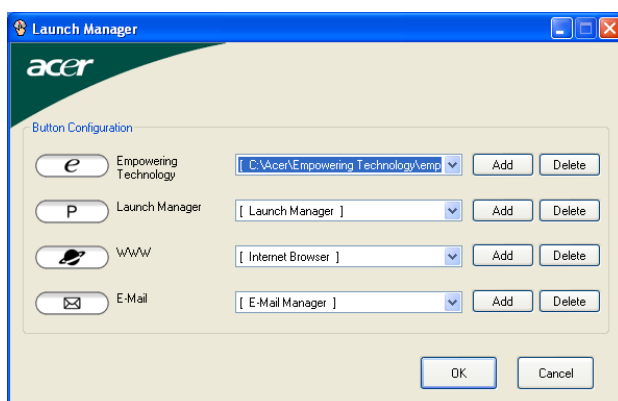 Launch Manager
acer
Button Configuration
e Empowering Technology [ C:\Acer\Empowering Technology\emp Add Delete
P Launch Manager [ Launch Manager ] Add Delete
WWW [ Internet Browser ] Add Delete
E-Mail [ E-Mail Manager ] Add Delete
OK Cancel